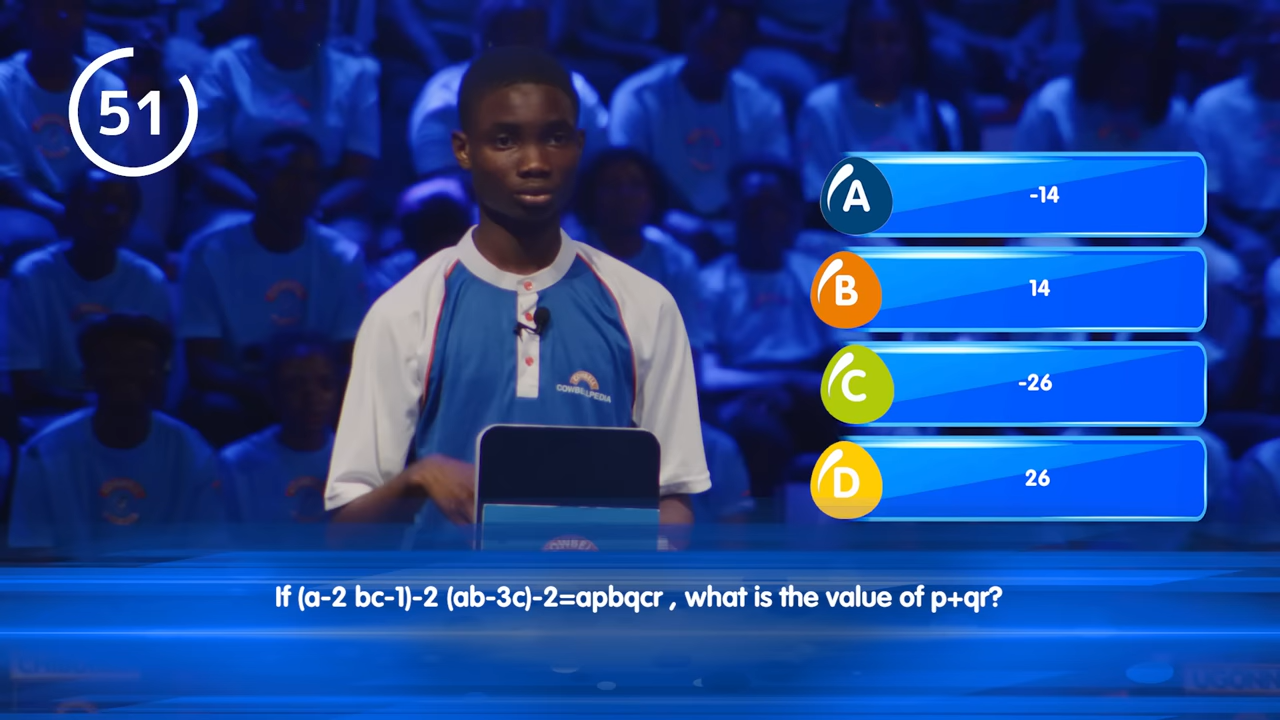 51
A -14
B 14
C -26
D 26
COWBELLPEDIA
If (a-2 bc-1)-2 (ab-3c)-2=apbqcr , what is the value of p+qr?